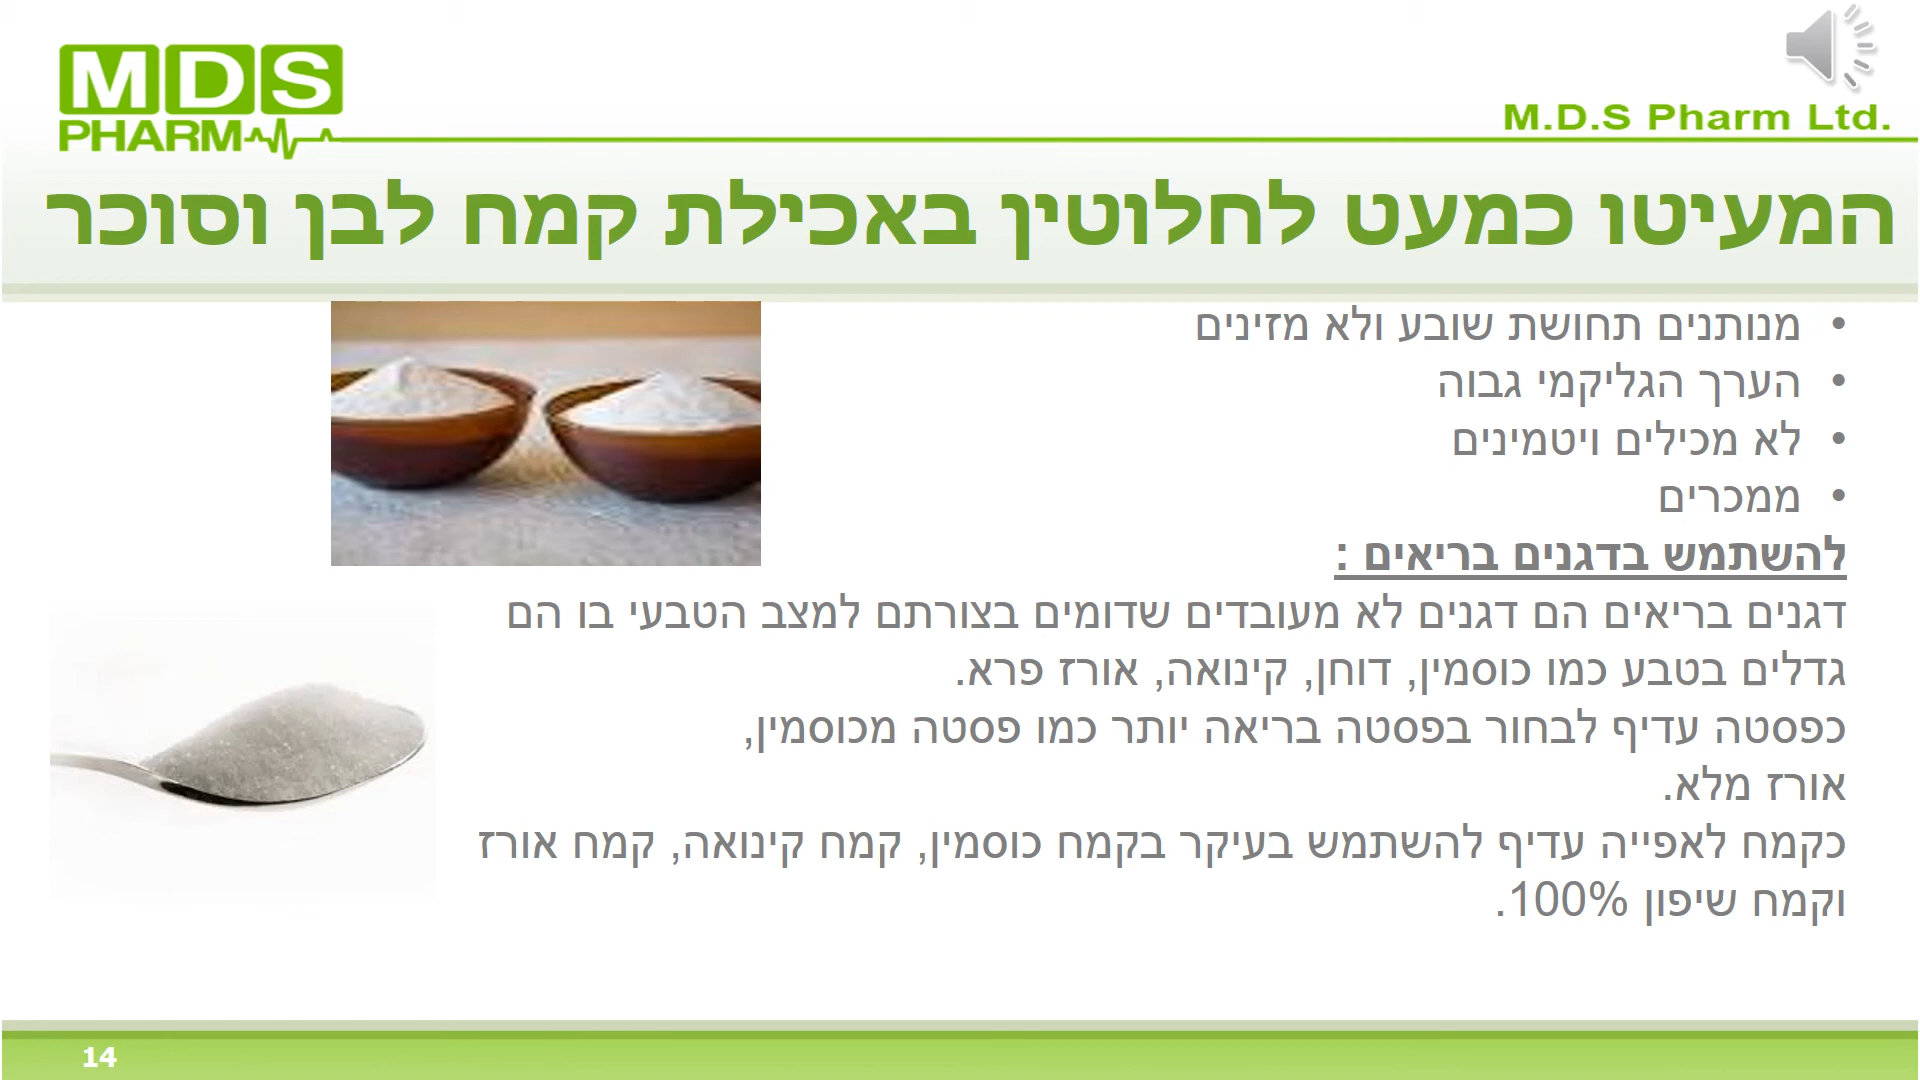 MDS
PHARM
M.D.S Pharm Ltd.
המעיטו כמעט לחלוטין באכילת קמח לבן וסוכר
• מנותנים תחושת שובע ולא מזינים
• הערך הגליקמי גבוה
• לא מכילים ויטמינים
• ממכרים
להשתמש בדגנים בריאים :
דגנים בריאים הם דגנים לא מעובדים שדומים בצורתם למצב הטבעי בו הם
גדלים בטבע כמו כוסמין, דוחן, קינואה, אורז פרא.
כפסטה עדיף לבחור בפסטה בריאה יותר כמו פסטה מכוסמין,
אורז מלא.
כקמח לאפייה עדיף להשתמש בעיקר בקמח כוסמין, קמח קינואה, קמח אורז
וקמח שיפון 100%.
14